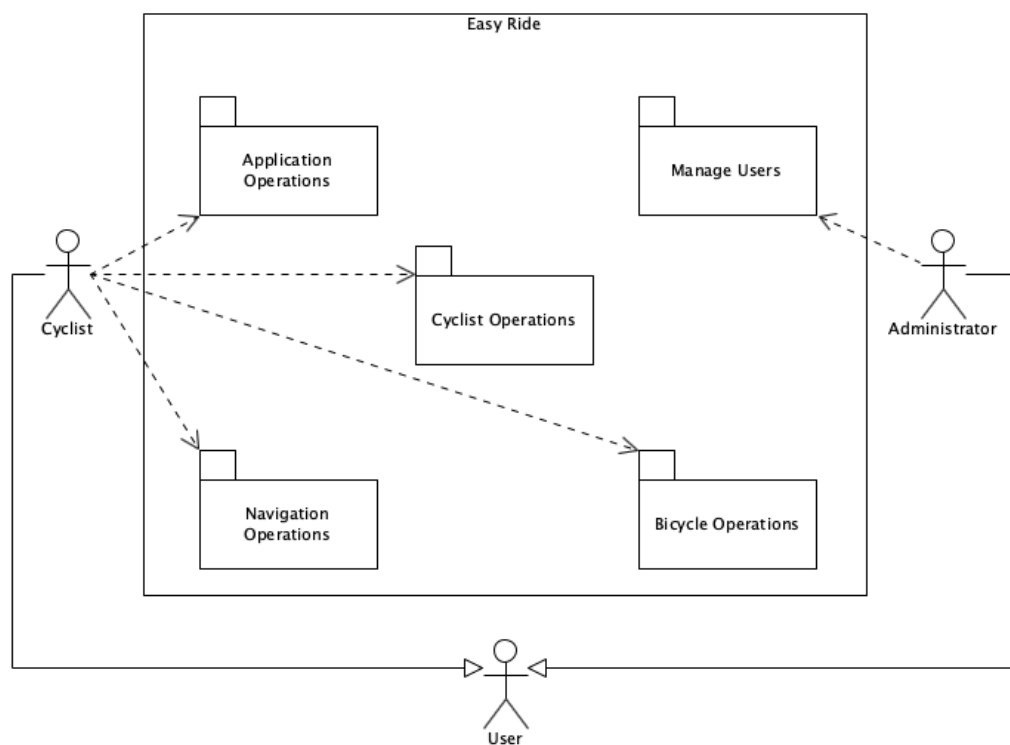 Easy Ride
Application
Operations
Manage Users
Cyclist Operations
Cyclist
Administrator
Navigation
Operations
Bicycle Operations
User